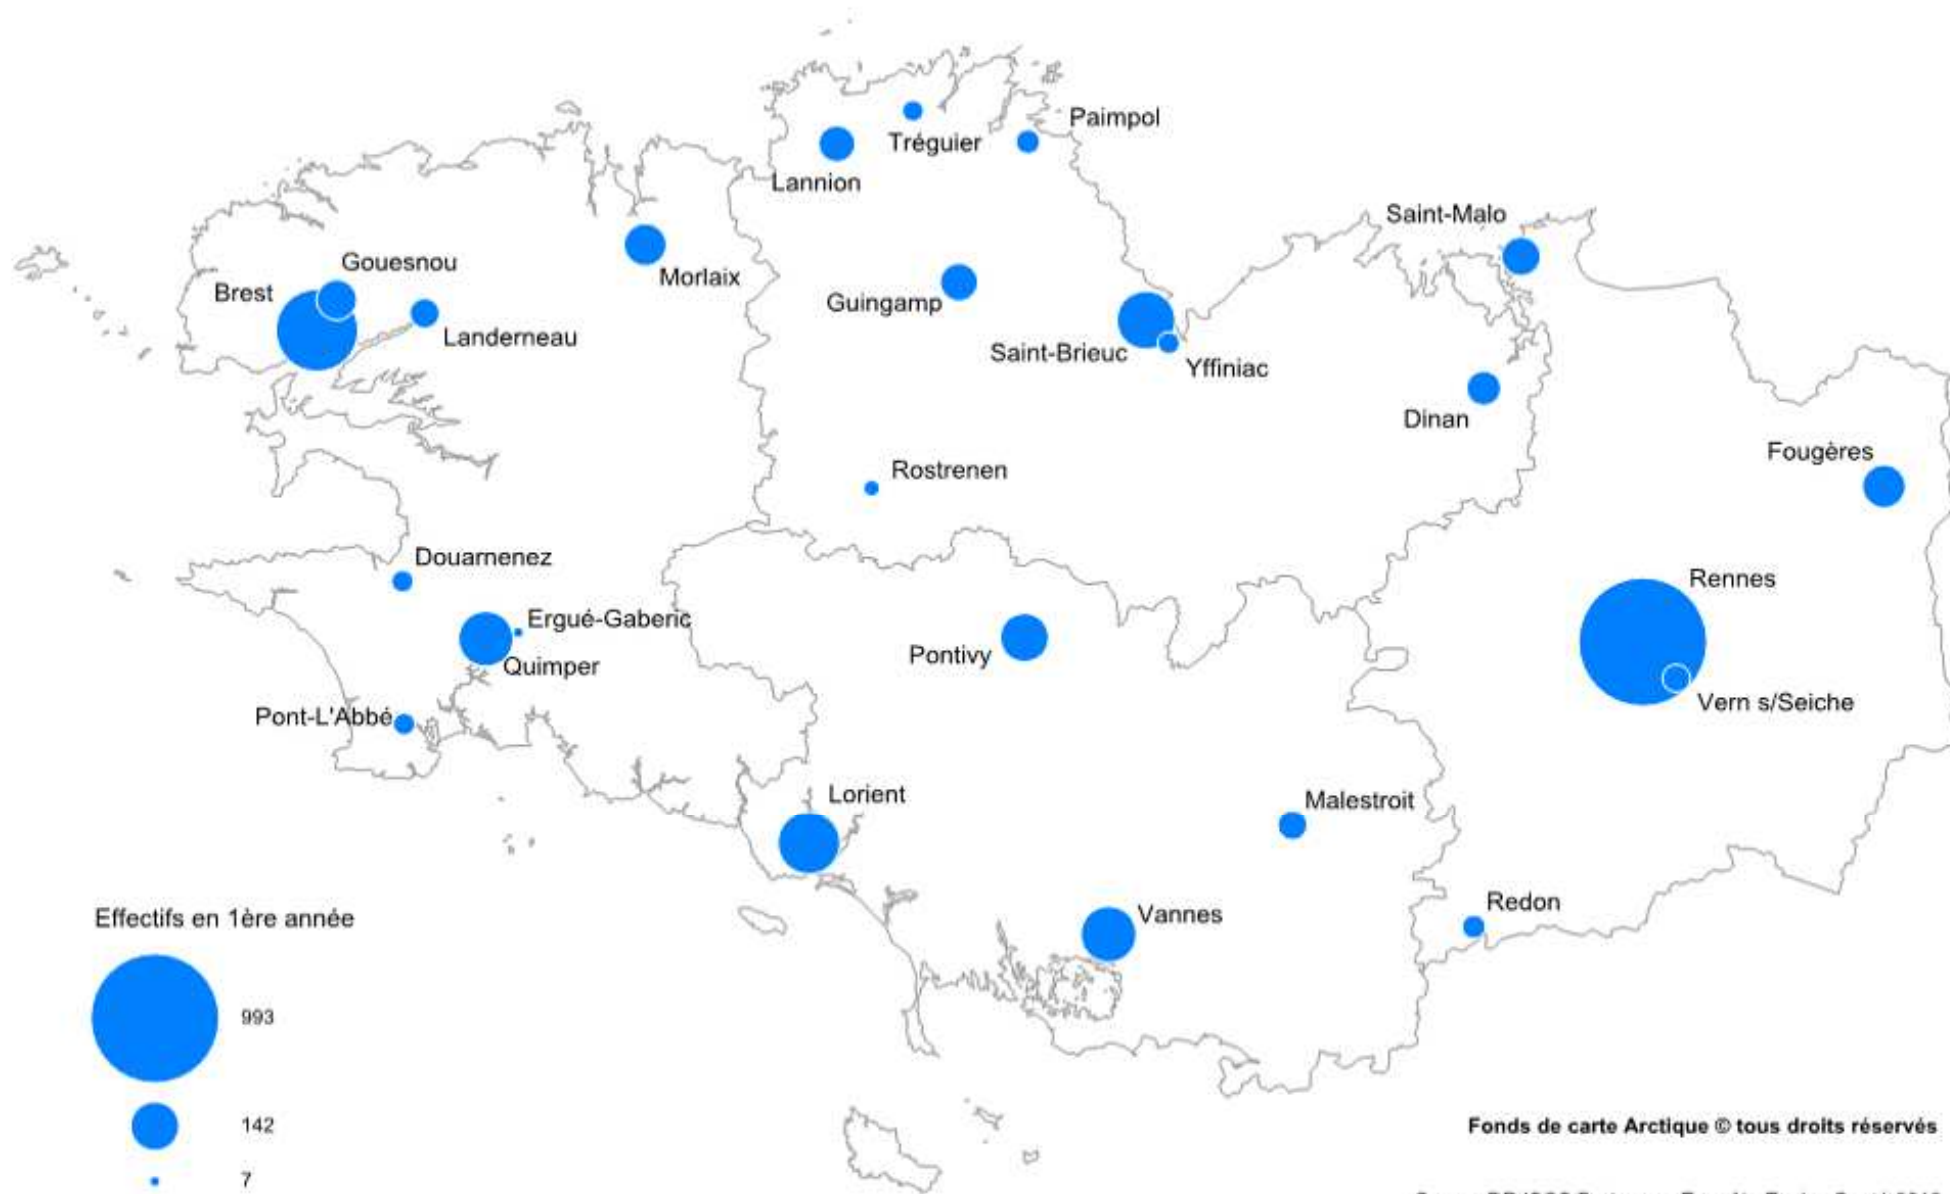 Paimpol
Tréguier
Lannion
Saint-Malo
Gouesnou
Brest
Morlaix
Guingamp
Landerneau
Saint-Brieuc
Yffiniac
Dinan
Fougères
Rostrenen
Douarnenez
Rennes
Ergué-Gaberic
Pontivy
Quimper
Vern s/Seiche
Pont-L'Abbé
Lorient
Malestroit
Redon
Vannes
Effectifs en 1ère année
993
142
7
Fonds de carte Arctique © tous droits réservés